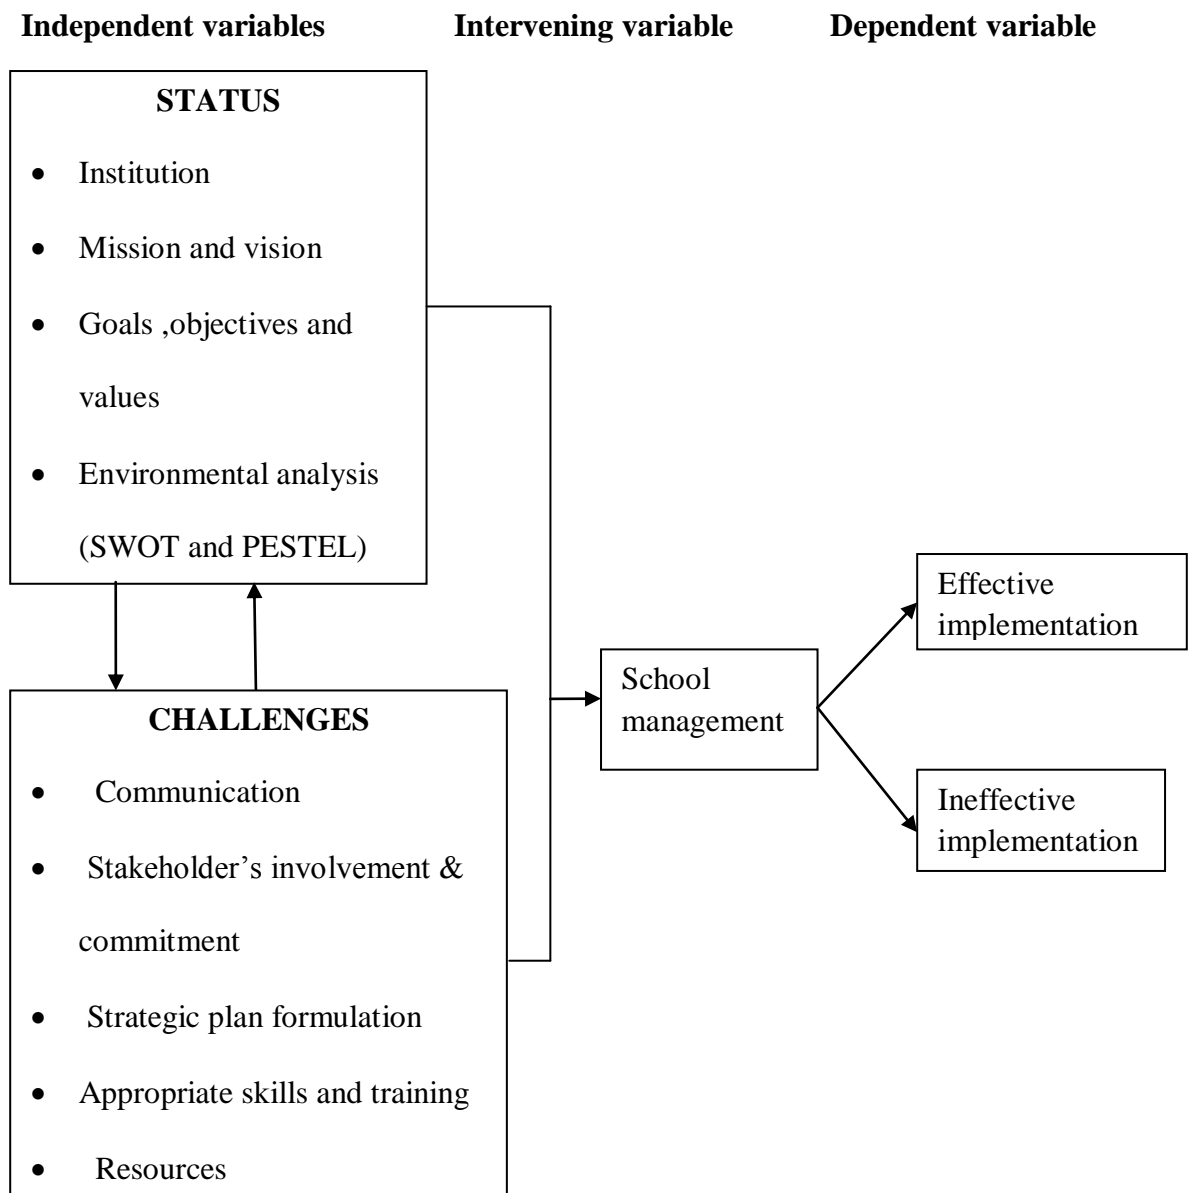 Independent variables Intervening variable Dependent variable
STATUS
• Institution
• Mission and vision
• Goals ,objectives and
values
• Environmental analysis
(SWOT and PESTEL)
CHALLENGES
• Communication
• Stakeholder’s involvement &
commitment
• Strategic plan formulation
• Appropriate skills and training
• Resources
School
management
Effective
implementation
Ineffective
implementation